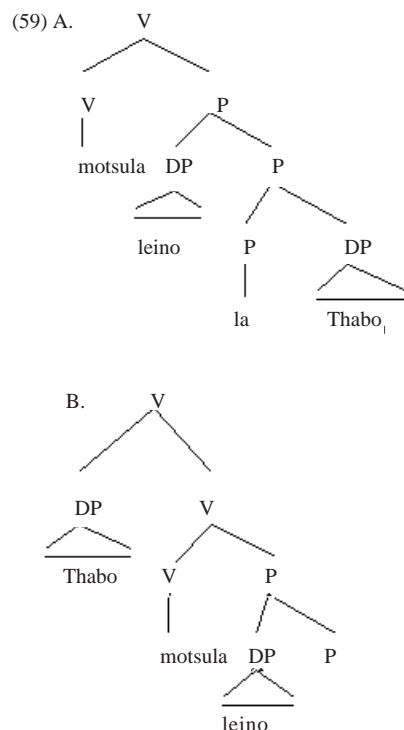 (59) A. V
V P
motsula DP P
leino P DP
la Thabo
B. V
DP V
Thabo V P
motsula DP P
leino